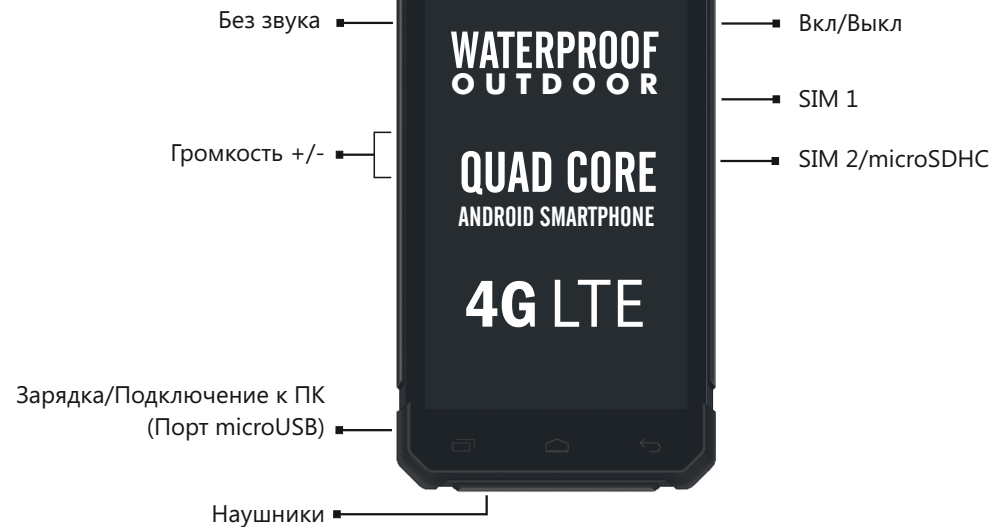 Без звука
Вкл/Выкл
WATERPROOF
OUTDOOR
SIM 1
Громкость +/-
SIM 2/microSDHC
QUAD CORE
ANDROID SMARTPHONE
4G LTE
Зарядка/Подключение к ПК
(Порт microUSB)
Наушники